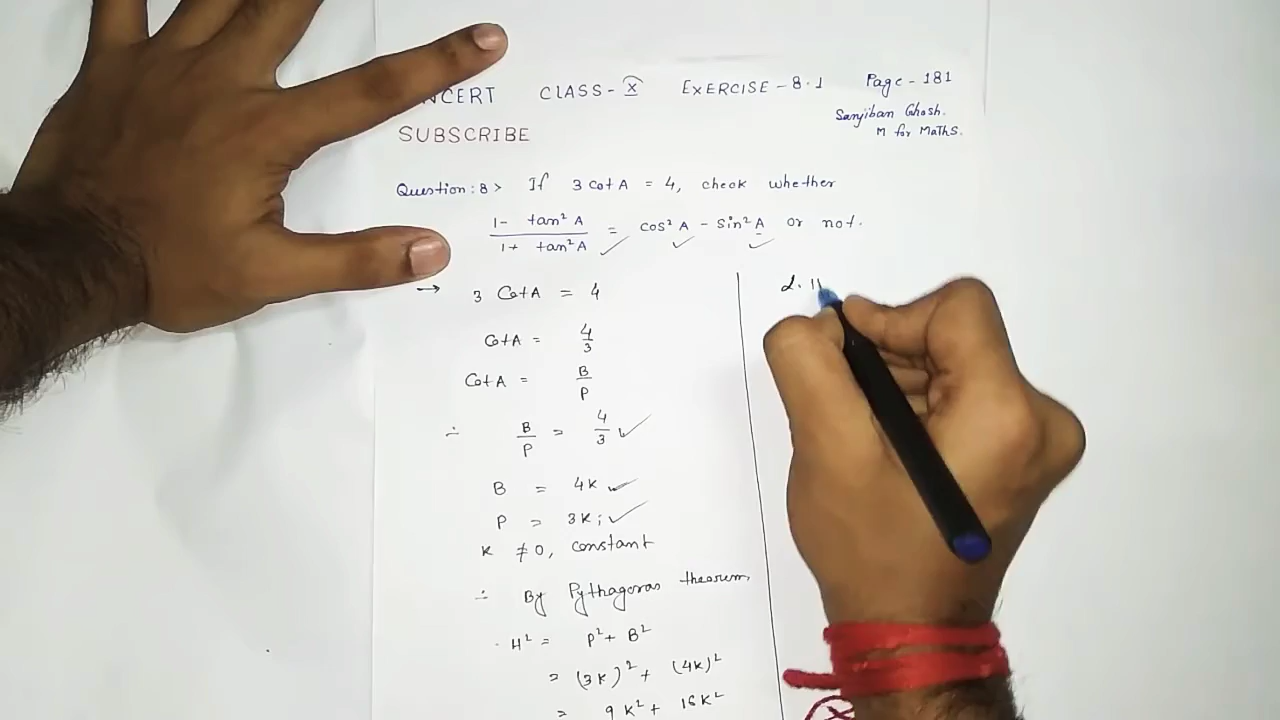 NCERT CLASS-X EXERCISE-8.1 Page-181
Sanjiban Ghosh.
M for Maths.
SUBSCRIBE
Question:8> If 3 Cot A = 4, check whether
1- tan² A / 1+ tan² A = cos² A - sin² A or not.
→ 3 Cot A = 4
Cot A = 4/3
Cot A = B/P
∴ B/P = 4/3 ✓
B = 4K ✓
P = 3K; ✓
K ≠ 0, constant
∴ By Pythagoras theorem,
H² = P² + B²
= (3K)² + (4K)²
= 9K² + 16K²